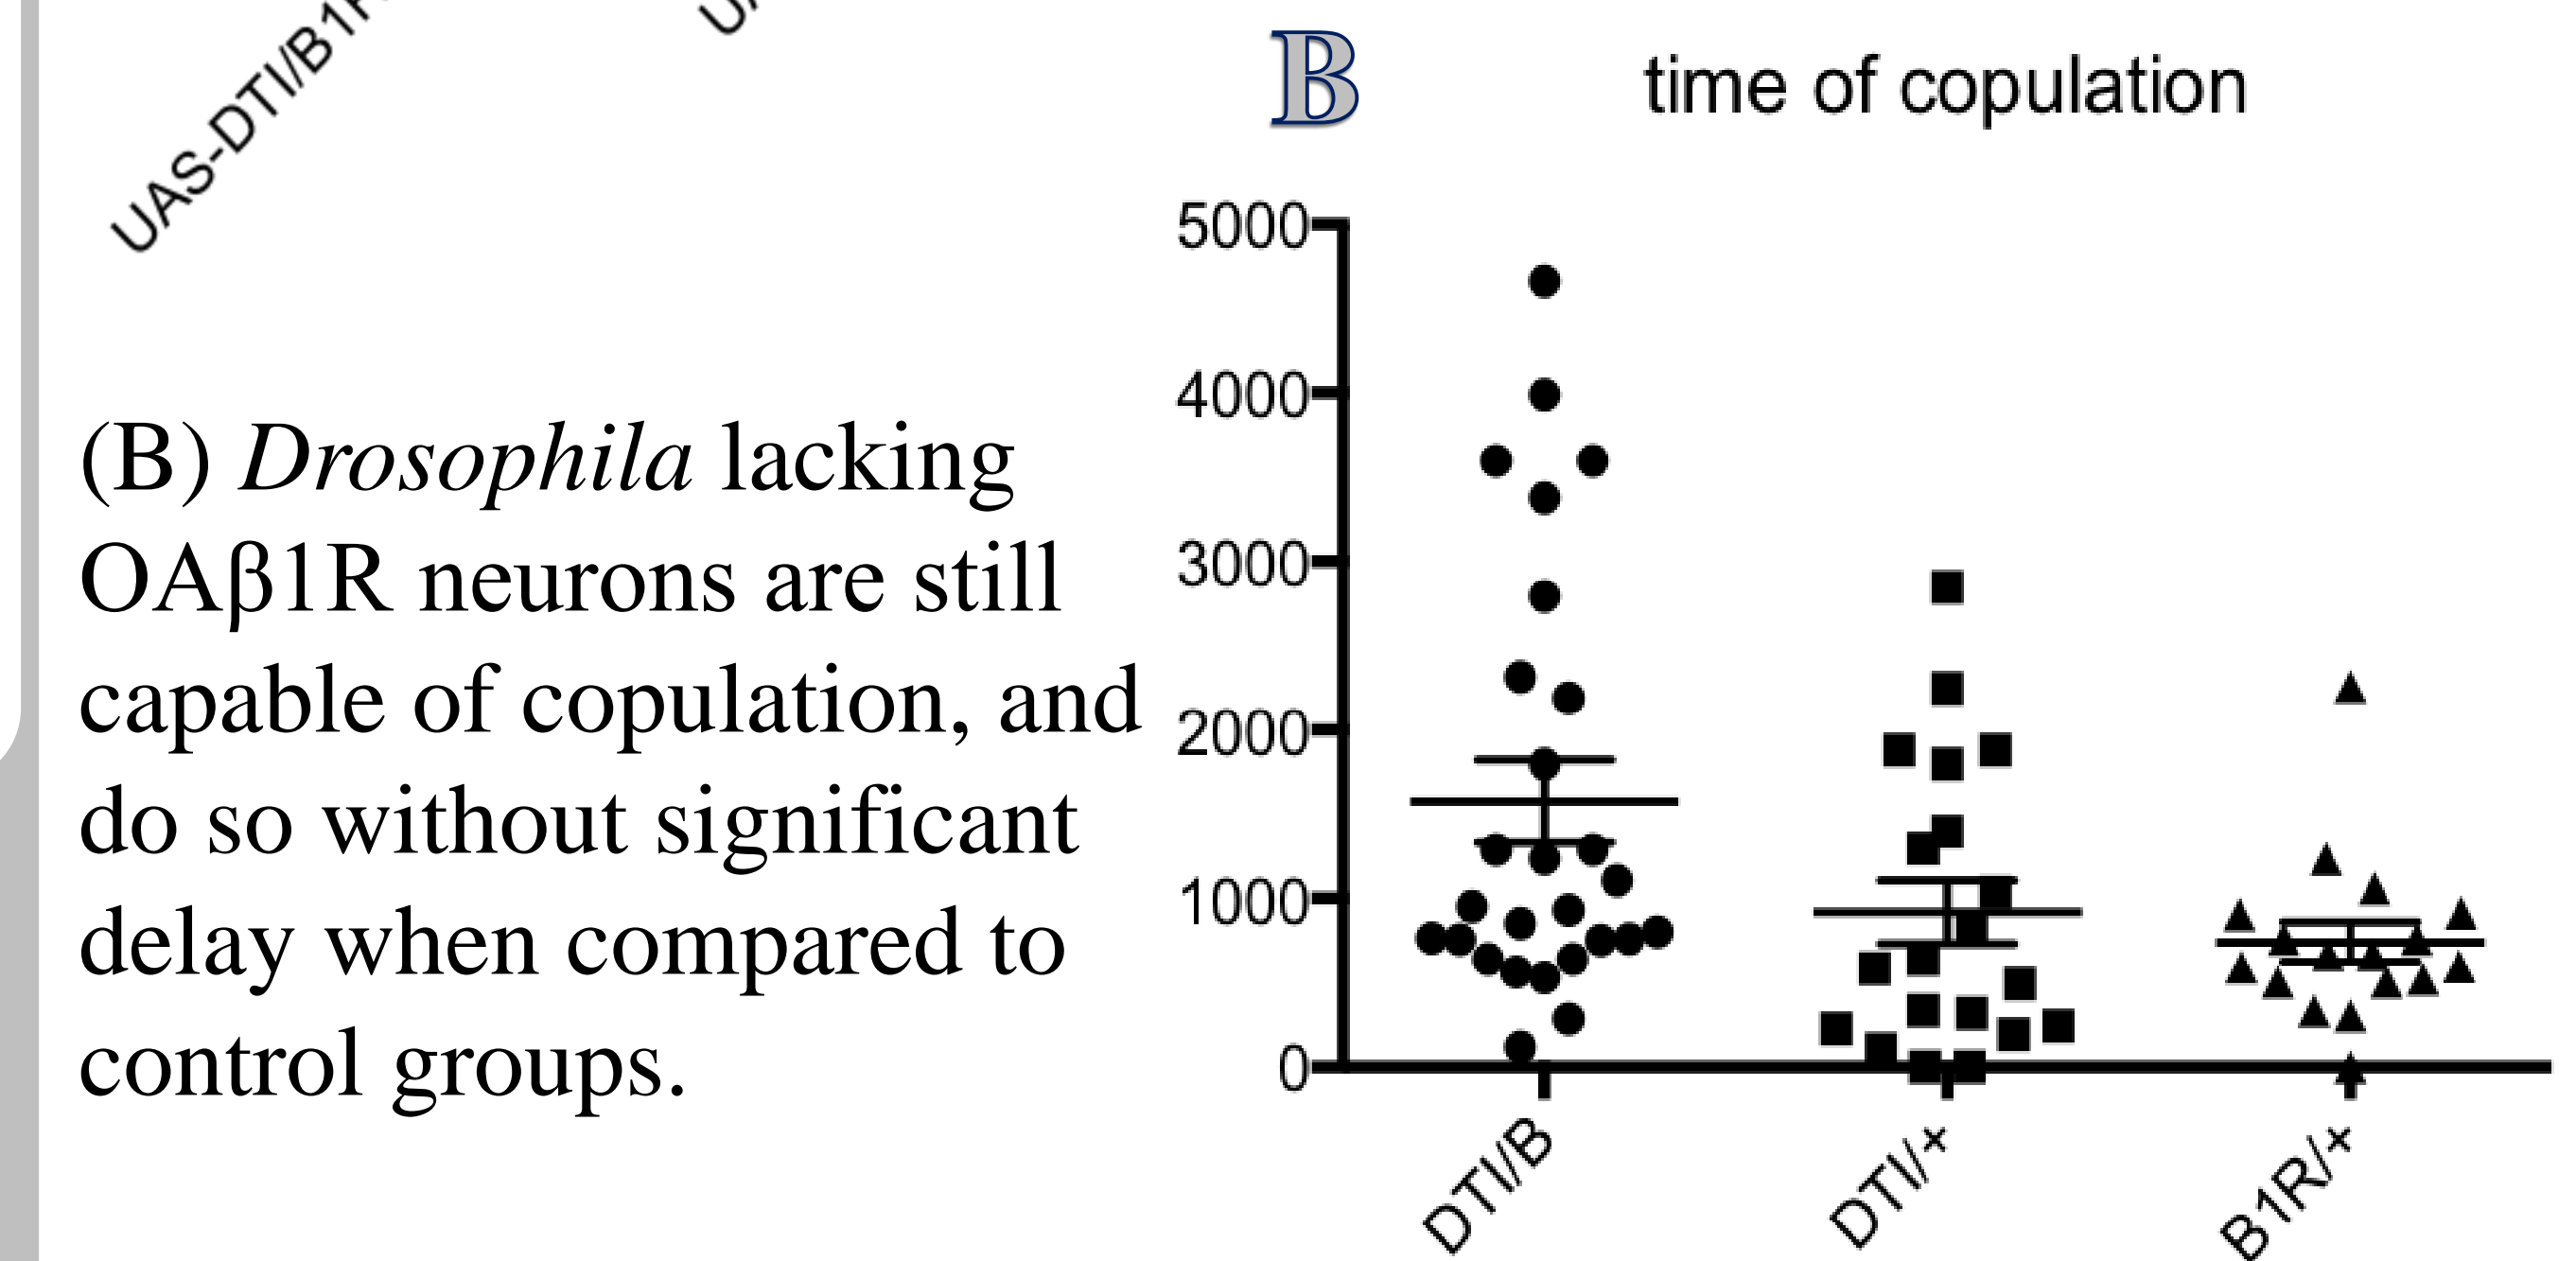 UAS-DTI/B1R
B
time of copulation
5000
4000
3000
2000
1000
0
DTI/B
DTI/+
B1R/+
(B) Drosophila lacking
OAβ1R neurons are still
capable of copulation, and
do so without significant
delay when compared to
control groups.